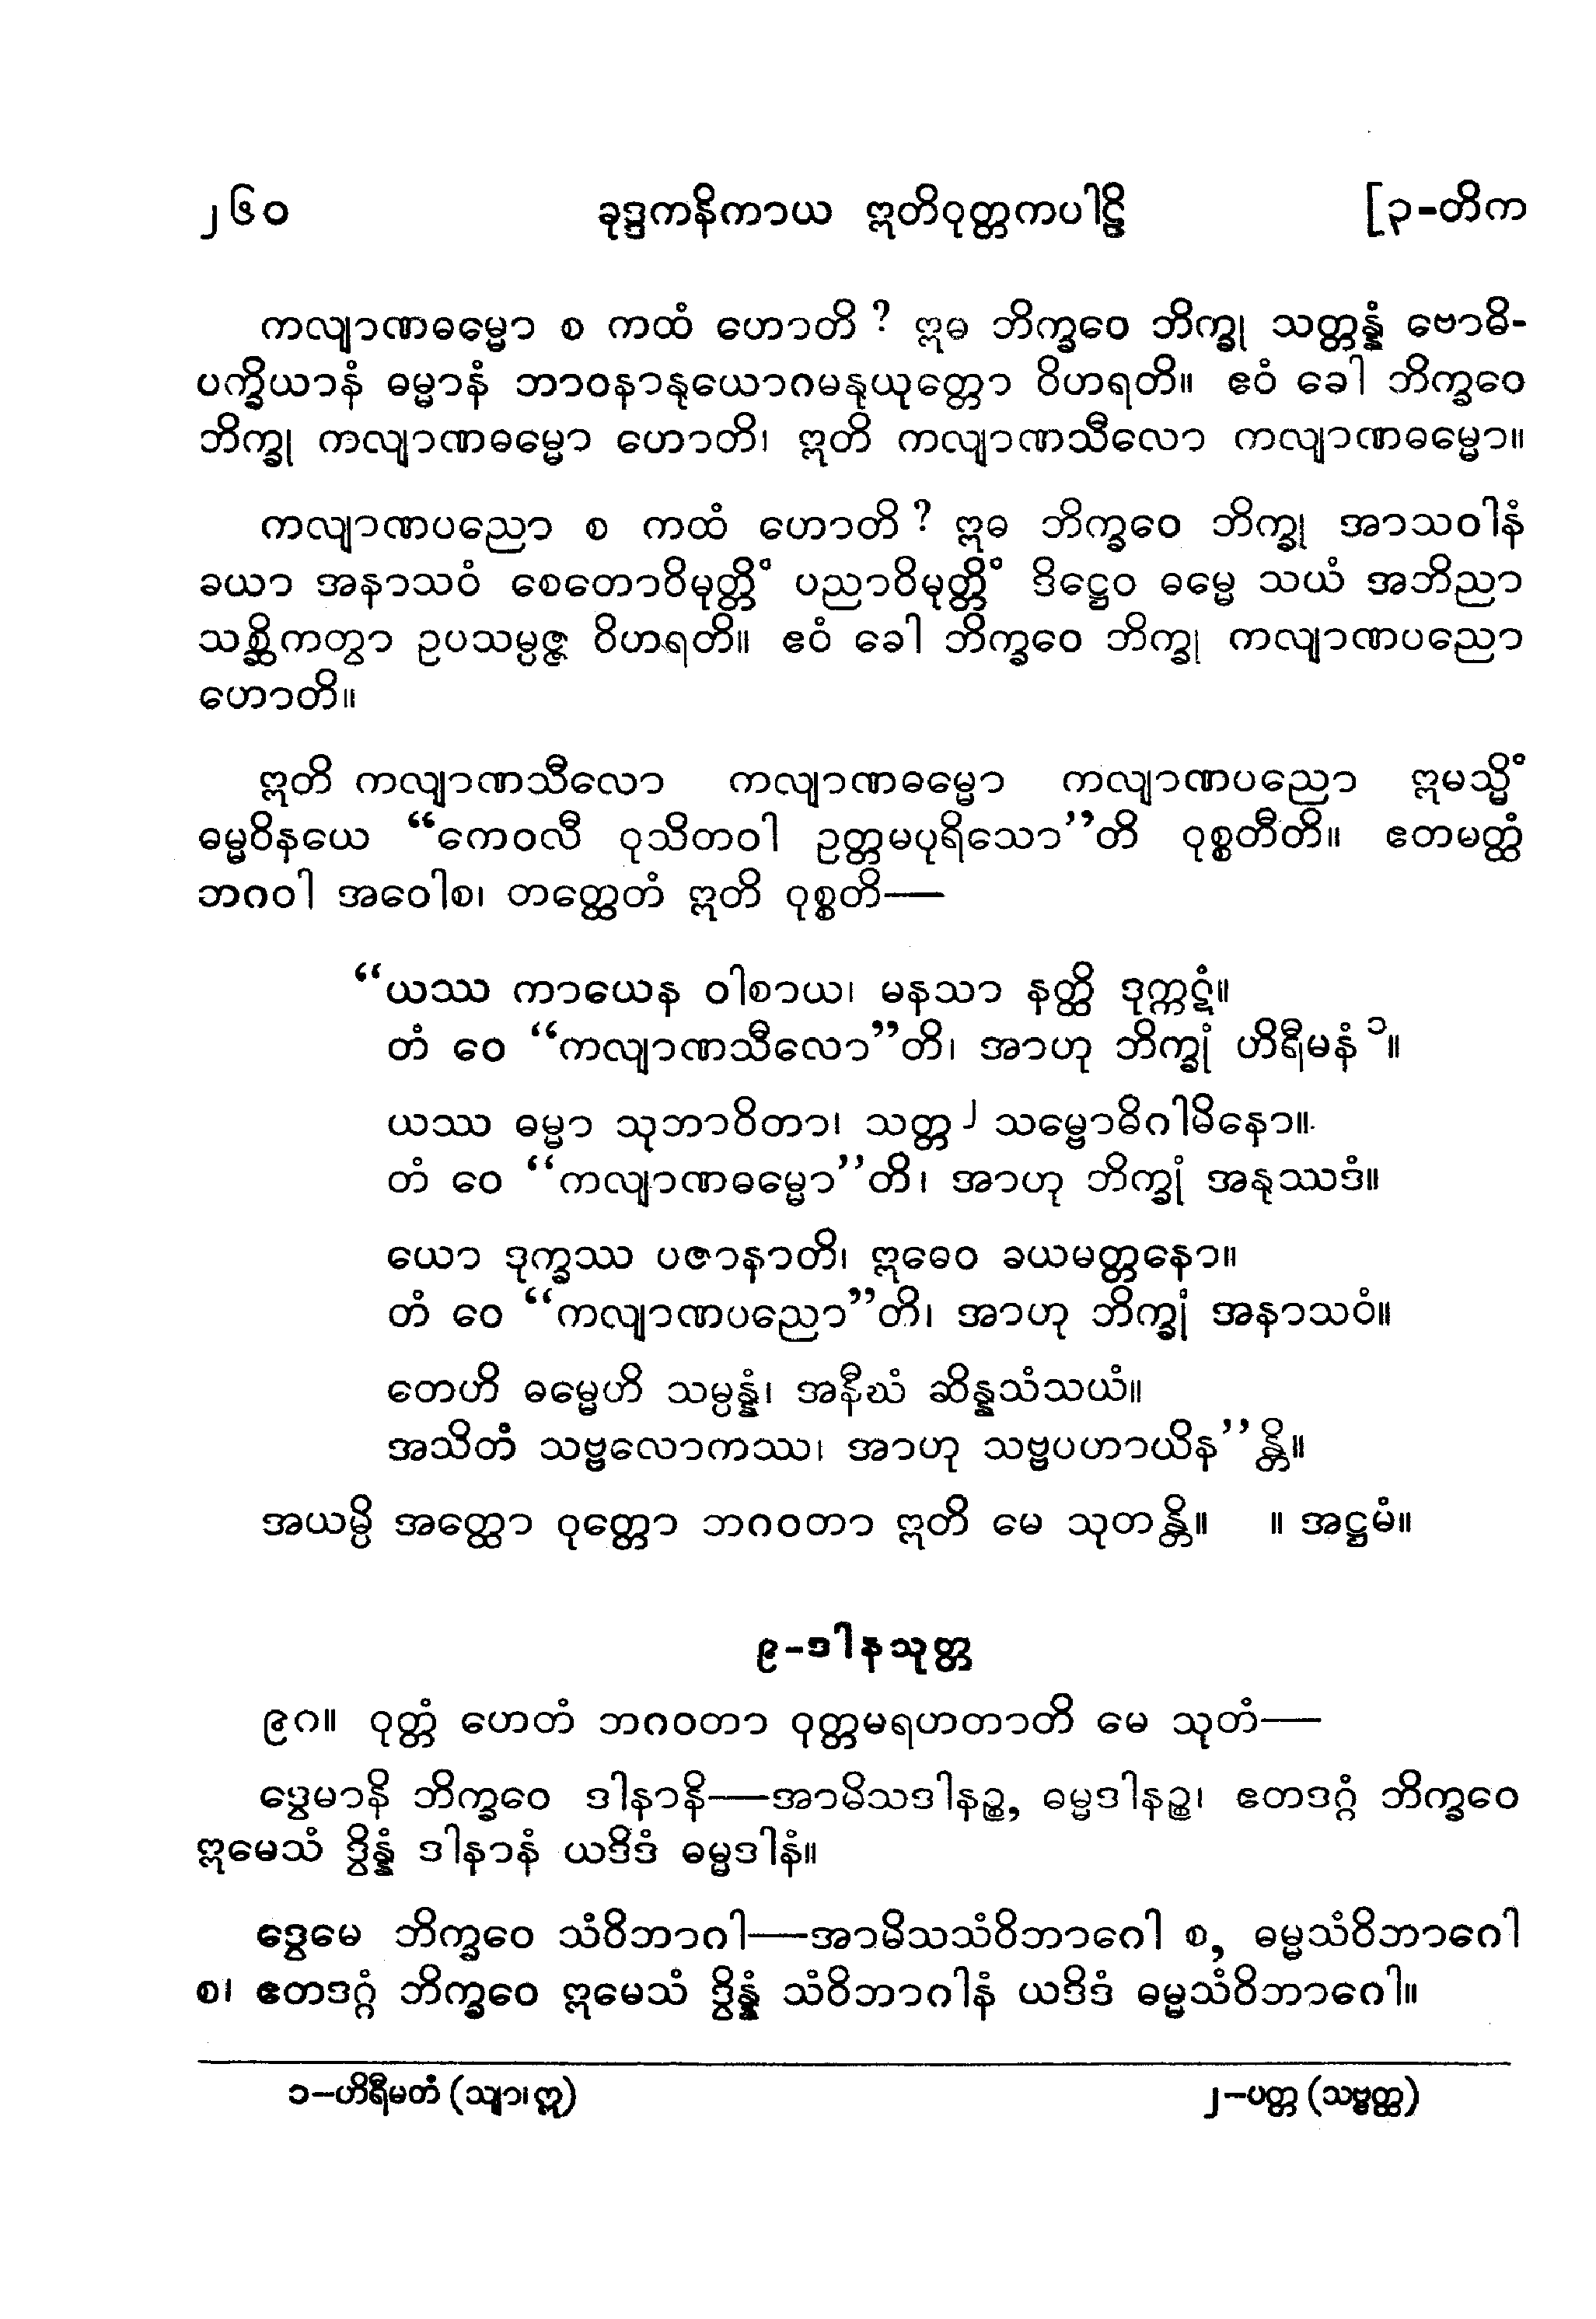 ၂၆၀ ခုဒ္ဒကနိကာယ ဣတိဝုတ္တကပါဠိ [၃-တိက
ကလျာဏဓမ္မော စ ကထံ ဟောတိ ? ဣဓ ဘိက္ခဝေ ဘိက္ခု သတ္တန္နံ ဗောဓိ-
ပက္ခိယာနံ ဓမ္မာနံ ဘာဝနာနုယောဂမနုယုတ္တော ဝိဟရတိ။ ဧဝံ ခေါ ဘိက္ခဝေ
ဘိက္ခု ကလျာဏဓမ္မော ဟောတိ၊ ဣတိ ကလျာဏသီလော ကလျာဏဓမ္မော။
ကလျာဏပညော စ ကထံ ဟောတိ ? ဣဓ ဘိက္ခဝေ ဘိက္ခု အာသဝါနံ
ခယာ အနာသဝံ စေတောဝိမုတ္တိံ ပညာဝိမုတ္တိံ ဒိဋ္ဌေဝ ဓမ္မေ သယံ အဘိညာ
သစ္ဆိကတွာ ဥပသမ္ပဇ္ဇ ဝိဟရတိ။ ဧဝံ ခေါ ဘိက္ခဝေ ဘိက္ခု ကလျာဏပညော
ဟောတိ။
ဣတိ ကလျာဏသီလော ကလျာဏဓမ္မော ကလျာဏပညော ဣမသ္မိံ
ဓမ္မဝိနယေ “ကေဝလီ ဝုသိတဝါ ဥတ္တမပုရိသော”တိ ဝုစ္စတီတိ။ ဧတမတ္ထံ
ဘဂဝါ အဝေါစ၊ တတ္ထေတံ ဣတိ ဝုစ္စတိ—
“ယဿ ကာယေန ဝါစာယ၊ မနသာ နတ္ထိ ဒုက္ကဋံ။
တံ ဝေ “ကလျာဏသီလော”တိ၊ အာဟု ဘိက္ခုံ ဟိရီမနံ ၁။
ယဿ ဓမ္မာ သုဘာဝိတာ၊ သတ္တ ၂ သမ္ဗောဓိဂါမိနော။
တံ ဝေ “ကလျာဏဓမ္မော”တိ၊ အာဟု ဘိက္ခုံ အနုဿဒံ။
ယော ဒုက္ခဿ ပဇာနာတိ၊ ဣဓေဝ ခယမတ္တနော။
တံ ဝေ “ကလျာဏပညော”တိ၊ အာဟု ဘိက္ခုံ အနာသဝံ။
တေဟိ ဓမ္မေဟိ သမ္ပန္နံ၊ အနီဃံ ဆိန္နသံသယံ။
အသိတံ သဗ္ဗလောကဿ၊ အာဟု သဗ္ဗပဟာယိန”န္တိ။
အယမ္ပိ အတ္ထော ဝုတ္တော ဘဂဝတာ ဣတိ မေ သုတန္တိ။ ။ အဋ္ဌမံ။
၉-ဒါနသုတ္တ
၉၈။ ဝုတ္တံ ဟေတံ ဘဂဝတာ ဝုတ္တမရဟတာတိ မေ သုတံ—
ဒွေမာနိ ဘိက္ခဝေ ဒါနာနိ—အာမိသဒါနဉ္စ, ဓမ္မဒါနဉ္စ၊ ဧတဒဂ္ဂံ ဘိက္ခဝေ
ဣမေသံ ဒွိန္နံ ဒါနာနံ ယဒိဒံ ဓမ္မဒါနံ။
ဒွေမေ ဘိက္ခဝေ သံဝိဘာဂါ—အာမိသသံဝိဘာဂေါ စ, ဓမ္မသံဝိဘာဂေါ
စ၊ ဧတဒဂ္ဂံ ဘိက္ခဝေ ဣမေသံ ဒွိန္နံ သံဝိဘာဂါနံ ယဒိဒံ ဓမ္မသံဝိဘာဂေါ။
၁-ဟိရီမတံ (သျာ၊ ဣ) ၂-ပတ္တ (သဗ္ဗတ္ထ)